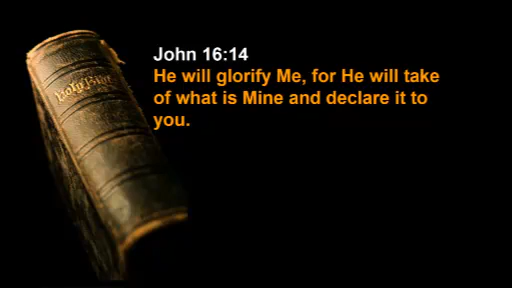 Holy Bible
John 16:14
He will glorify Me, for He will take
of what is Mine and declare it to
you.